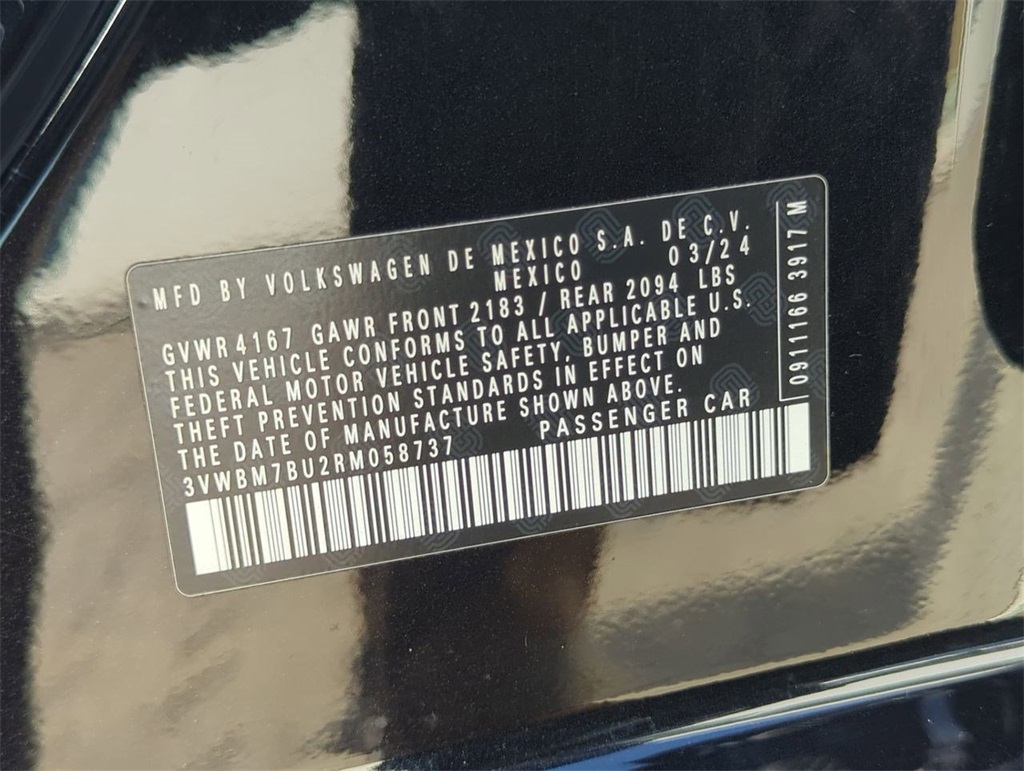 MFD BY VOLKSWAGEN DE MEXICO S.A. DE C.V.
MEXICO 03/24
GVWR 4167 GAWR FRONT 2183 / REAR 2094 LBS
THIS VEHICLE CONFORMS TO ALL APPLICABLE U.S.
FEDERAL MOTOR VEHICLE SAFETY, BUMPER AND
THEFT PREVENTION STANDARDS IN EFFECT ON
THE DATE OF MANUFACTURE SHOWN ABOVE.
3VWBM7BU2RM058737 PASSENGER CAR
0911166 3917 M